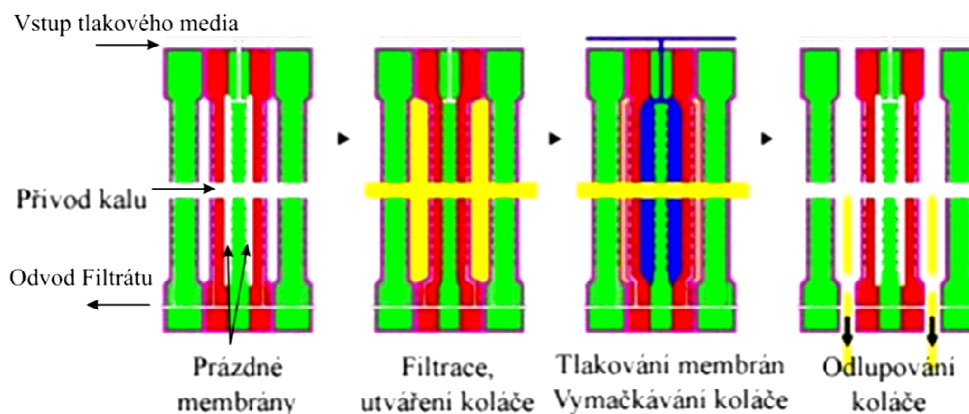 Vstup tlakového media
Přívod kalu
Odvod Filtrátu
Prázdné
membrány
Filtrace,
utváření koláče
Tlakování membrán
Vymačkávání koláče
Odlupování
koláče